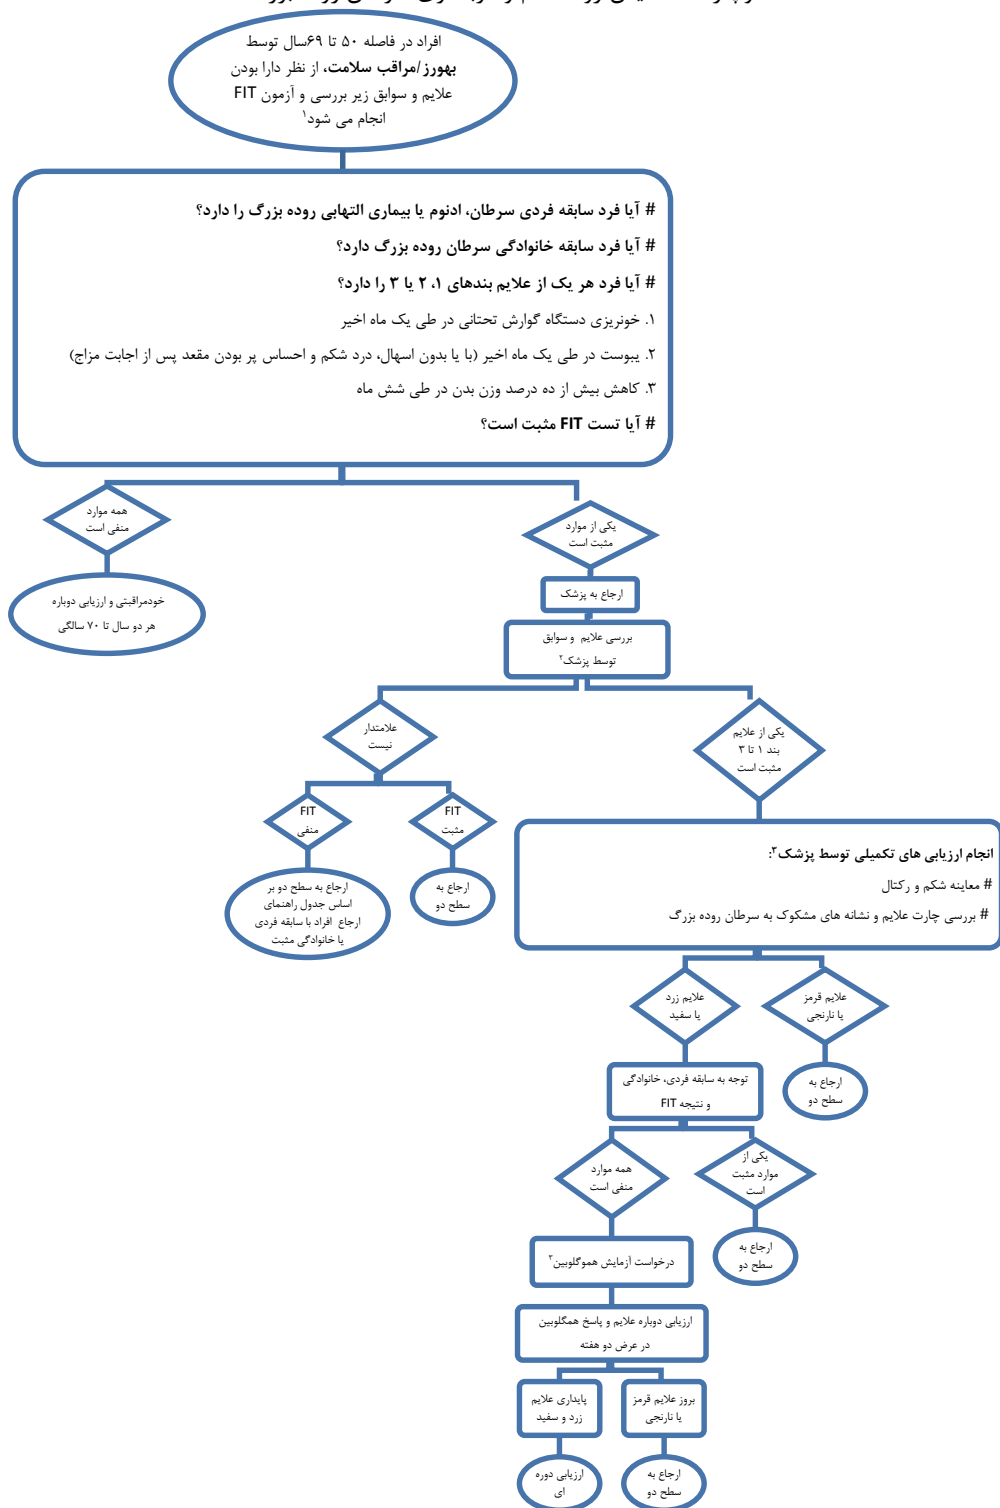 افراد در فاصله ۵۰ تا ۶۹سال توسط
بهورز/مراقب سلامت، از نظر دارا بودن
علایم و سوابق زیر بررسی و آزمون FIT
انجام می شود۱
# آیا فرد سابقه فردی سرطان، ادنوم یا بیماری التهابی روده بزرگ را دارد؟
# آیا فرد سابقه خانوادگی سرطان روده بزرگ دارد؟
# آیا فرد هر یک از علایم بندهای ۱، ۲ یا ۳ را دارد؟
۱. خونریزی دستگاه گوارش تحتانی در طی یک ماه اخیر
۲. یبوست در طی یک ماه اخیر (با یا بدون اسهال، درد شکم و احساس پر بودن مقعد پس از اجابت مزاج)
۳. کاهش بیش از ده درصد وزن بدن در طی شش ماه
# آیا تست FIT مثبت است؟
یکی از موارد
مثبت است
همه موارد
منفی است
خودمراقبتی و ارزیابی دوباره
هر دو سال تا ۷۰ سالگی
ارجاع به پزشک
بررسی علایم و سوابق
توسط پزشک۲
یکی از علایم
بند ۱ تا ۳
مثبت است
علامتدار
نیست
FIT
مثبت
FIT
منفی
ارجاع به
سطح دو
ارجاع به سطح دو بر
اساس جدول راهنمای
ارجاع افراد با سابقه فردی
یا خانوادگی مثبت
انجام ارزیابی های تکمیلی توسط پزشک۳:
# معاینه شکم و رکتال
# بررسی چارت علایم و نشانه های مشکوک به سرطان روده بزرگ
علایم قرمز
یا نارنجی
علایم زرد
یا سفید
ارجاع به
سطح دو
توجه به سابقه فردی، خانوادگی
و نتیجه FIT
یکی از
موارد مثبت
است
همه موارد
منفی است
ارجاع به
سطح دو
درخواست آزمایش هموگلوبین۳
ارزیابی دوباره علایم و پاسخ همگلوبین
در عرض دو هفته
بروز علایم قرمز
یا نارنجی
پایداری علایم
زرد و سفید
ارجاع به
سطح دو
ارزیابی دوره
ای